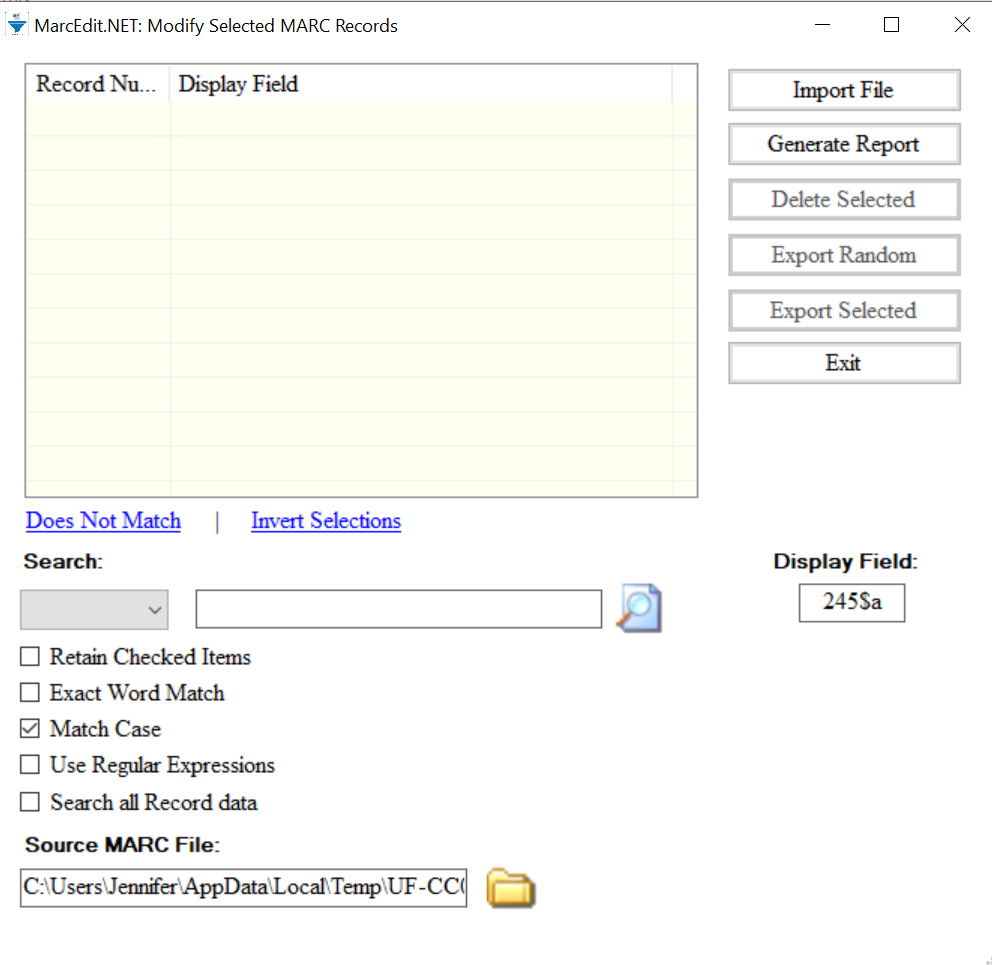 MarcEdit.NET: Modify Selected MARC Records
Record Nu... Display Field
Import File
Generate Report
Delete Selected
Export Random
Export Selected
Exit
Does Not Match | Invert Selections
Search:
Display Field:
245$a
Retain Checked Items
Exact Word Match
Match Case
Use Regular Expressions
Search all Record data
Source MARC File:
C:\Users\Jennifer\AppData\Local\Temp\UF-CC